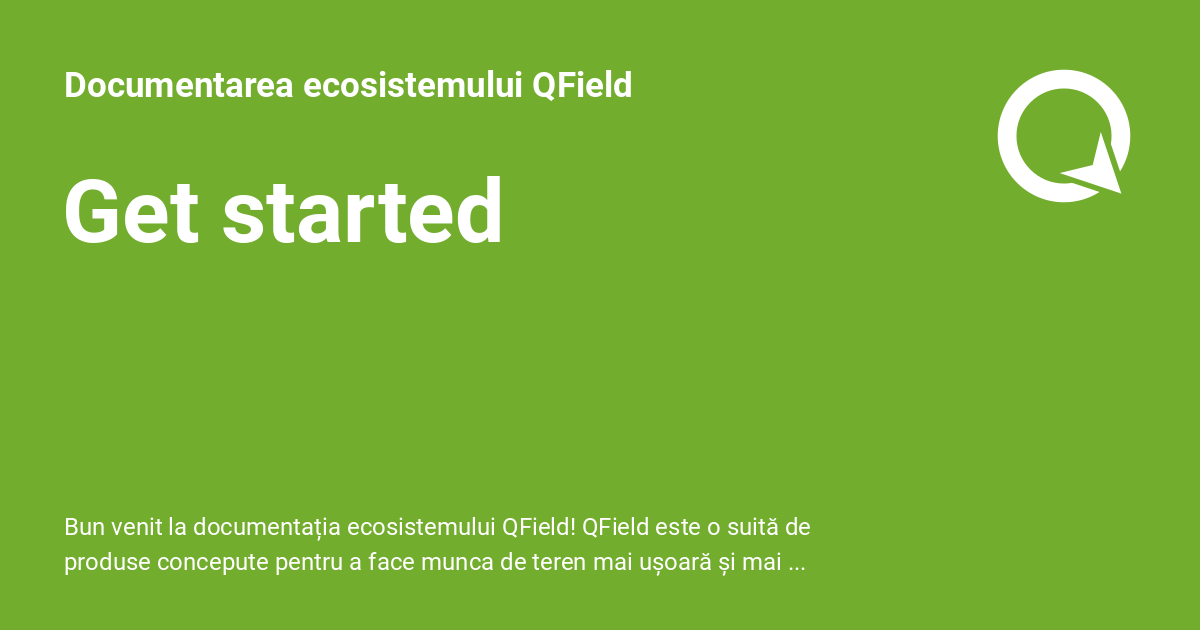 Documentarea ecosistemului QField
Get started
Bun venit la documentația ecosistemului QField! QField este o suită de
produse concepute pentru a face munca de teren mai ușoară și mai ...